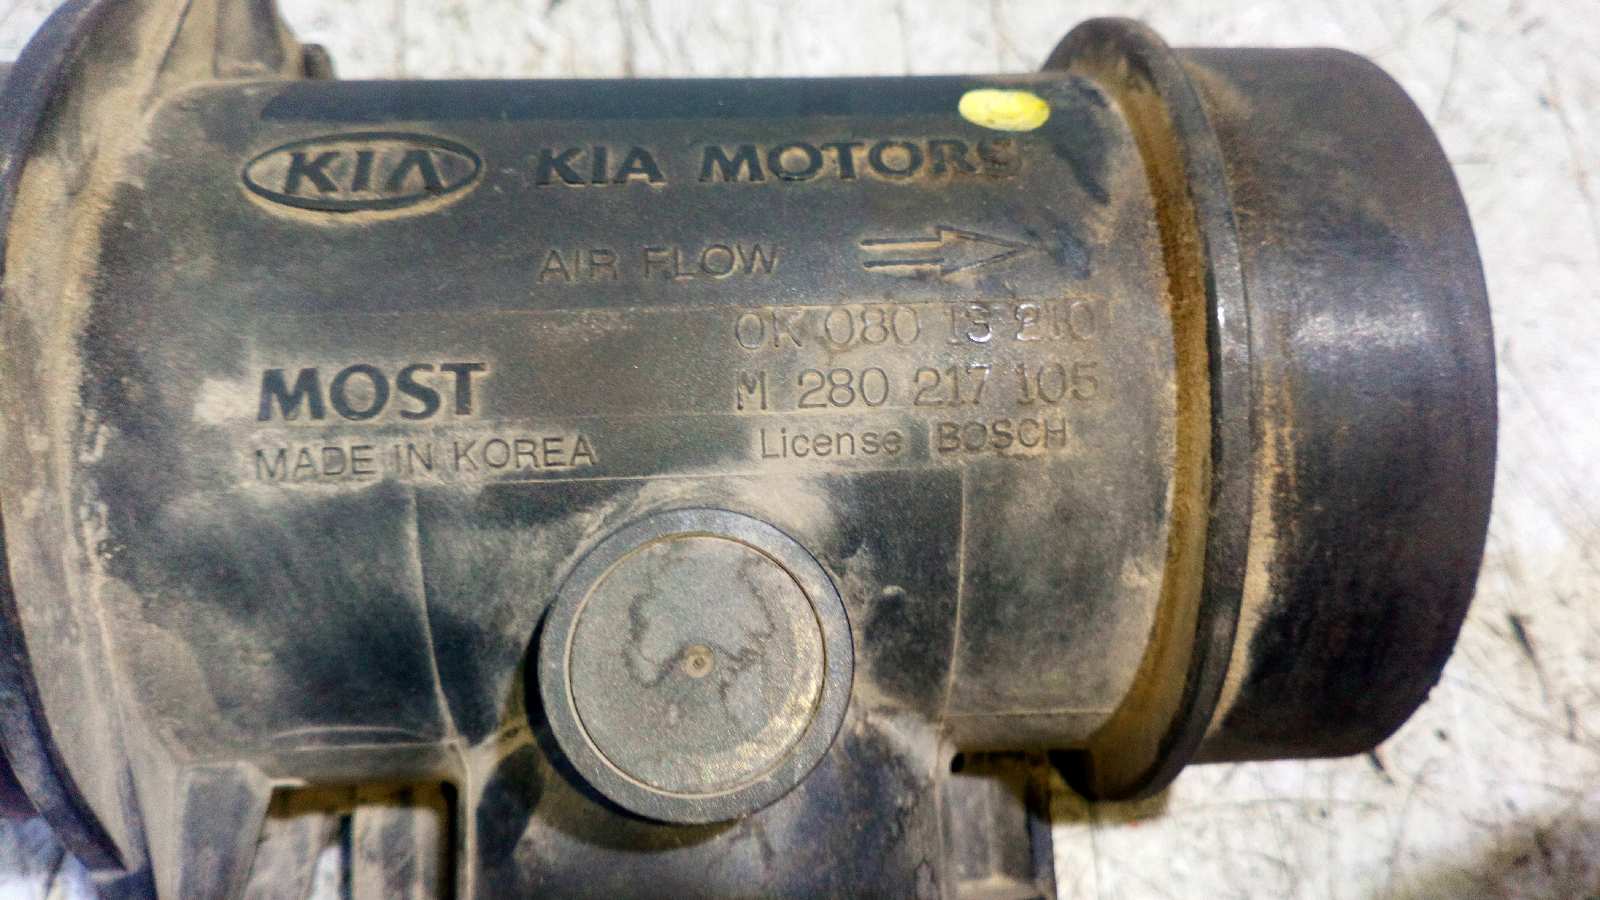 KIA KIA MOTORS
AIR FLOW
0K 080 13 210
MOST M 280 217 105
MADE IN KOREA License BOSCH